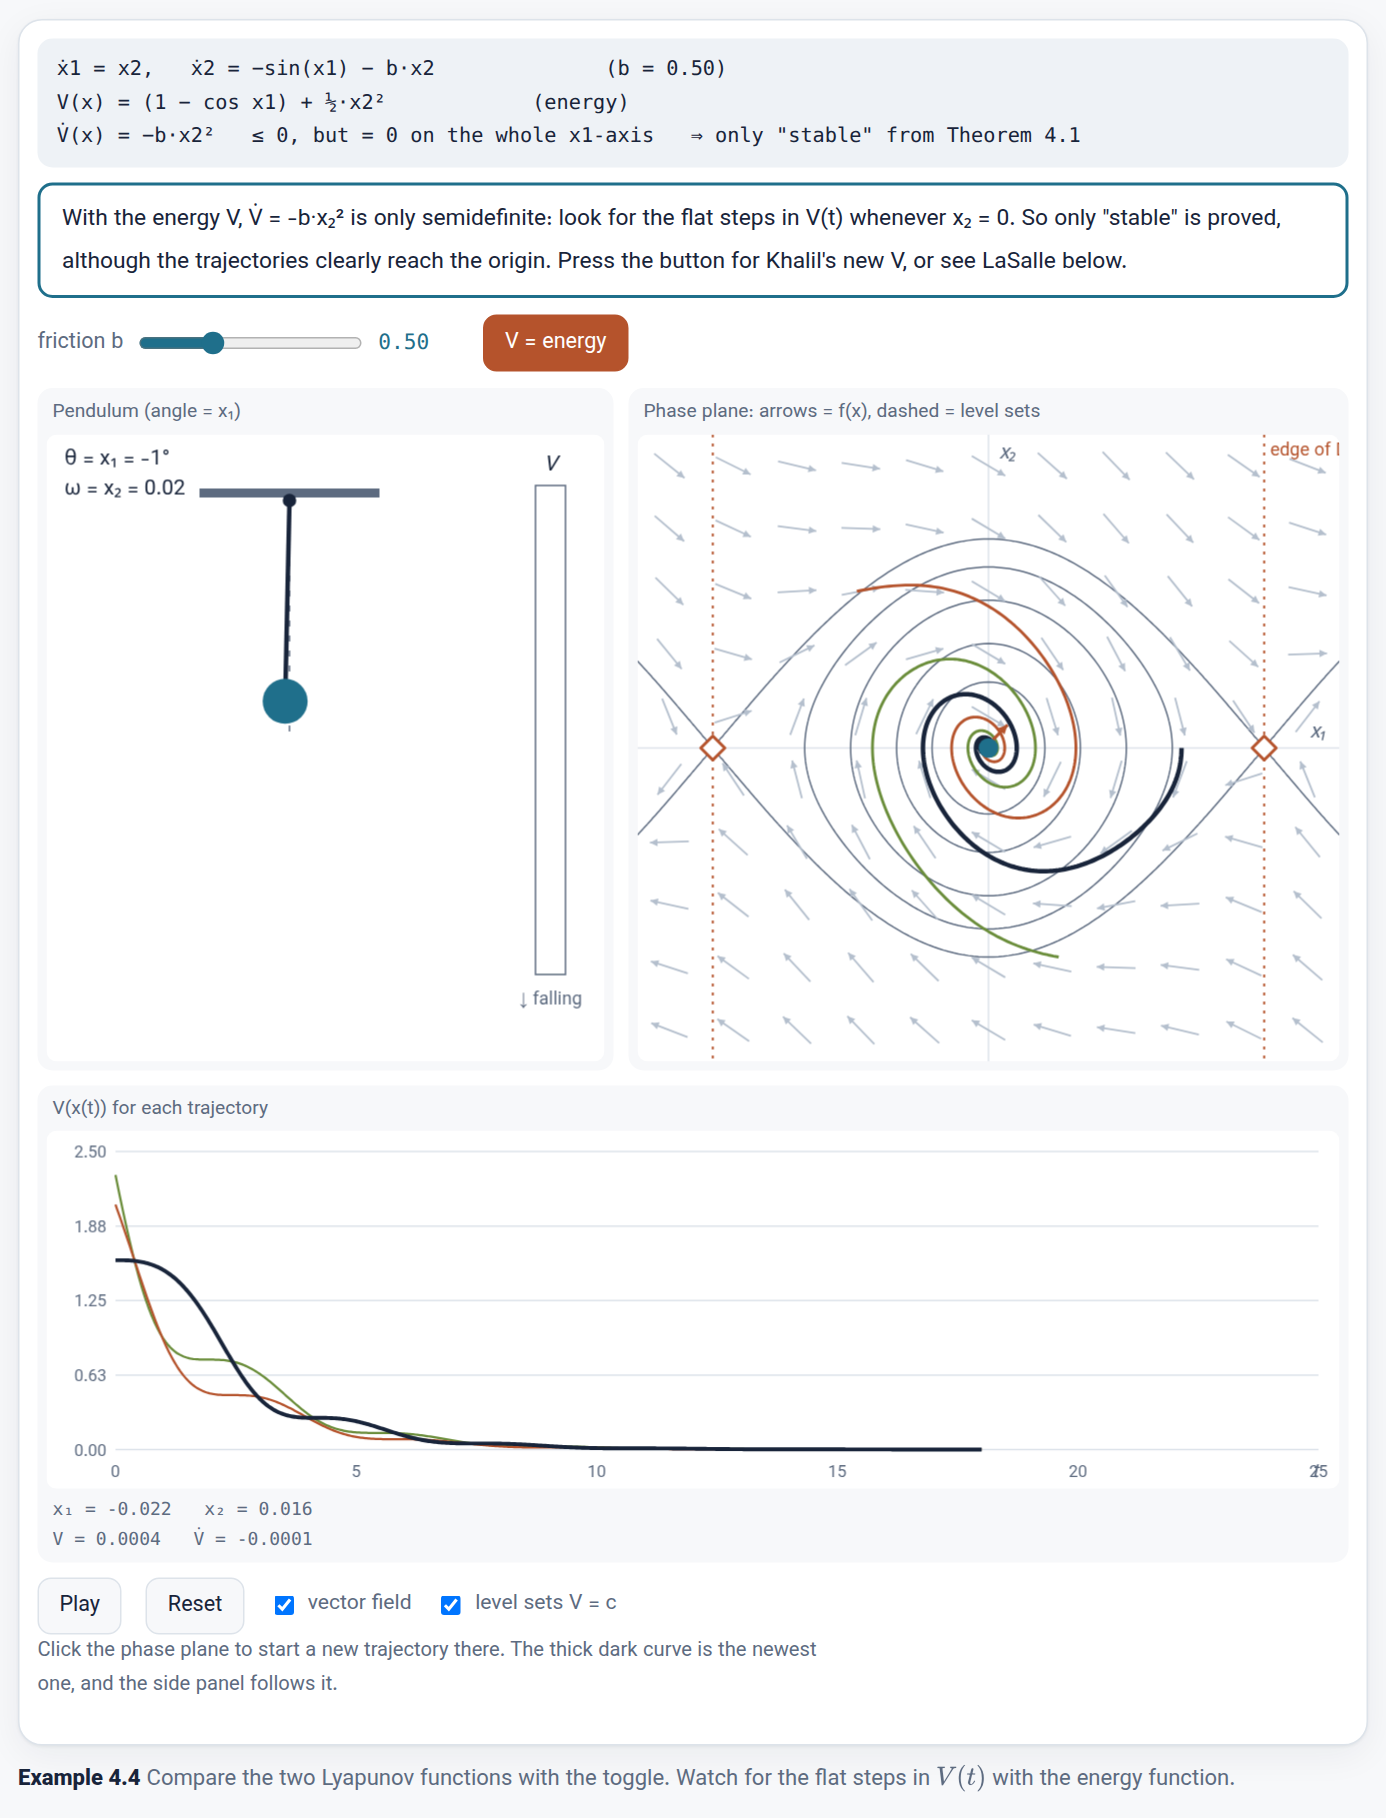 ẋ1 = x2,   ẋ2 = −sin(x1) − b·x2   (b = 0.50)
V(x) = (1 − cos x1) + ½·x2²   (energy)
V̇(x) = −b·x2²   ≤ 0, but = 0 on the whole x1-axis   ⇒ only "stable" from Theorem 4.1
With the energy V, V̇ = −b·x₂² is only semidefinite: look for the flat steps in V(t) whenever x₂ = 0. So only "stable" is proved,
although the trajectories clearly reach the origin. Press the button for Khalil's new V, or see LaSalle below.
friction b   0.50   V = energy
Pendulum (angle = x₁)
θ = x₁ = −1°
ω = x₂ = 0.02
V
↓ falling
Phase plane: arrows = f(x), dashed = level sets
x₂
edge of
x₁
V(x(t)) for each trajectory
2.50
1.88
1.25
0.63
0.00
0   5   10   15   20   25
x₁ = -0.022   x₂ = 0.016
V = 0.0004   V̇ = -0.0001
Play   Reset   vector field   level sets V = c
Click the phase plane to start a new trajectory there. The thick dark curve is the newest
one, and the side panel follows it.
Example 4.4 Compare the two Lyapunov functions with the toggle. Watch for the flat steps in V(t) with the energy function.